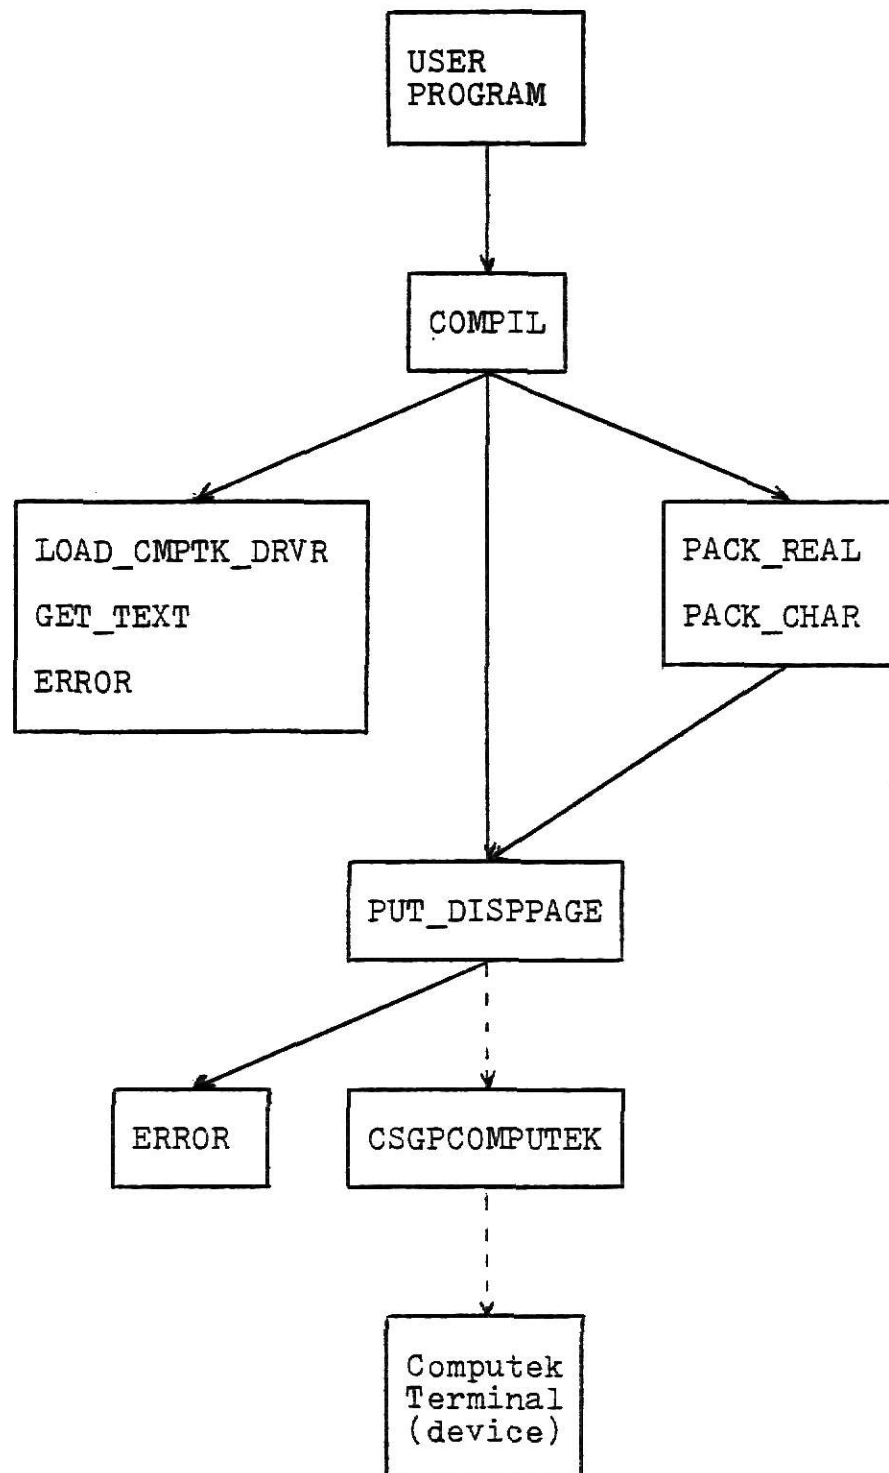 USER
PROGRAM
COMPIL
LOAD_CMPTK_DRVR
GET_TEXT
ERROR
PACK_REAL
PACK_CHAR
PUT_DISPPAGE
ERROR
CSGPCOMPUTEK
Computek
Terminal
(device)